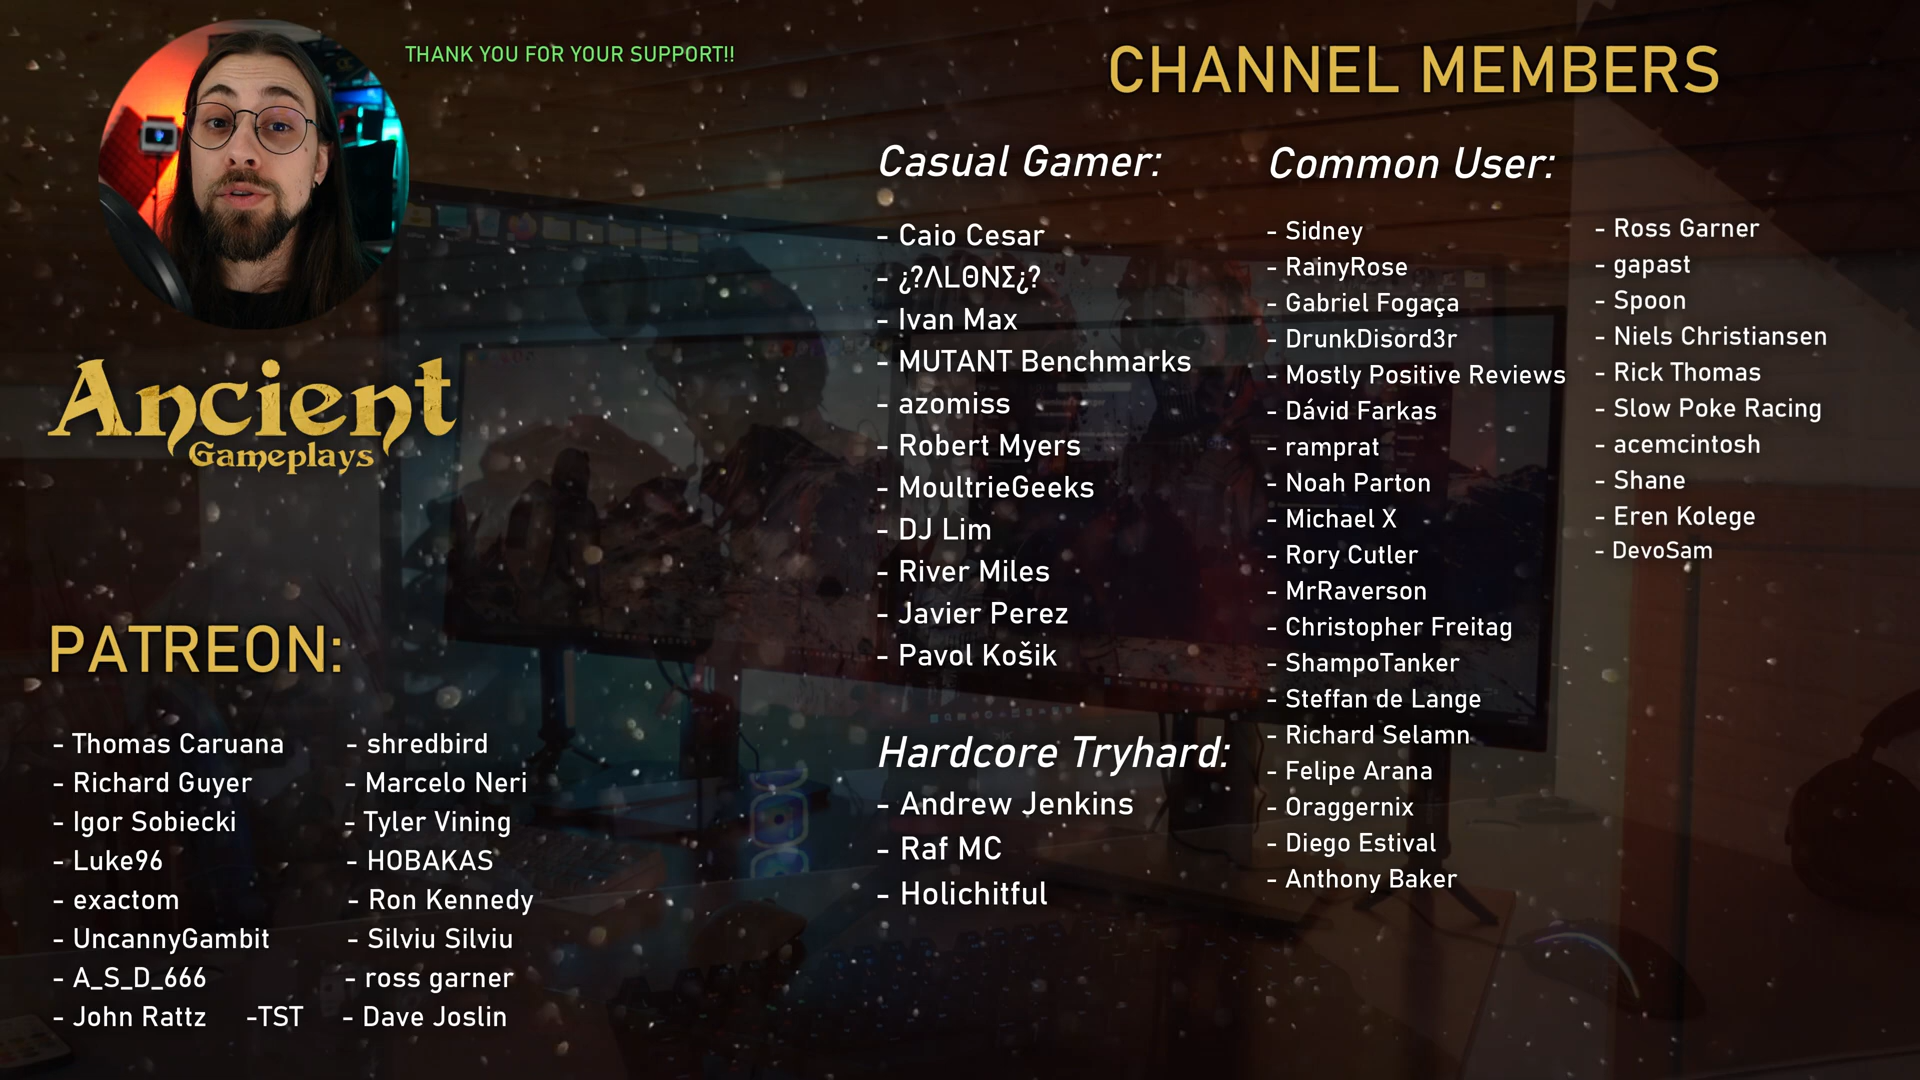 THANK YOU FOR YOUR SUPPORT!!
Ancient
Gameplays
PATREON:
- Thomas Caruana
- Richard Guyer
- Igor Sobiecki
- Luke96
- exactom
- UncannyGambit
- A_S_D_666
- John Rattz
-TST
- shredbird
- Marcelo Neri
- Tyler Vining
- HOBAKAS
- Ron Kennedy
- Silviu Silviu
- ross garner
- Dave Joslin
CHANNEL MEMBERS
Casual Gamer:
- Caio Cesar
- ¿?ΛLΘNΣ¿?
- Ivan Max
- MUTANT Benchmarks
- azomiss
- Robert Myers
- MoultrieGeeks
- DJ Lim
- River Miles
- Javier Perez
- Pavol Košik
Hardcore Tryhard:
- Andrew Jenkins
- Raf MC
- Holichitful
Common User:
- Sidney
- RainyRose
- Gabriel Fogaça
- DrunkDisord3r
- Mostly Positive Reviews
- Dávid Farkas
- ramprat
- Noah Parton
- Michael X
- Rory Cutler
- MrRaverson
- Christopher Freitag
- ShampoTanker
- Steffan de Lange
- Richard Selamn
- Felipe Arana
- Oraggernix
- Diego Estival
- Anthony Baker
- Ross Garner
- gapast
- Spoon
- Niels Christiansen
- Rick Thomas
- Slow Poke Racing
- acemcintosh
- Shane
- Eren Kolege
- DevoSam